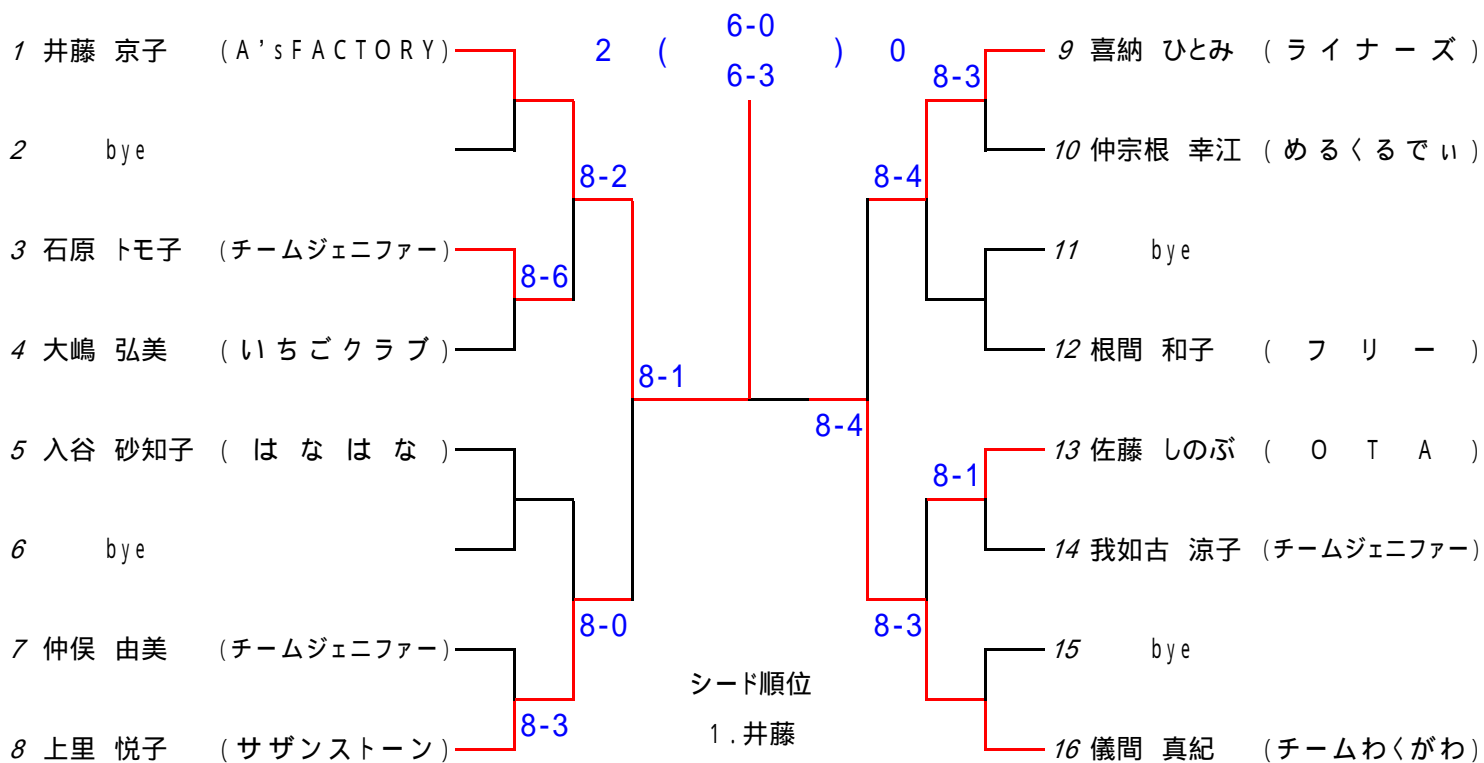 6-0
2 ( ) 0
6-3
1 井藤 京子 (A'sFACTORY)
2 bye
8-2
3 石原 トモ子 (チームジェニファー)
8-6
4 大嶋 弘美 (いちごクラブ)
8-1
5 入谷 砂知子 (はなはな)
6 bye
8-0
7 仲俣 由美 (チームジェニファー)
8-3
8 上里 悦子 (サザンストーン)
シード順位
1.井藤
9 喜納 ひとみ (ライナーズ)
8-3
10 仲宗根 幸江 (めるくるでぃ)
8-4
11 bye
12 根間 和子 (フリー)
8-4
13 佐藤 しのぶ (OTA)
8-1
14 我如古 涼子 (チームジェニファー)
8-3
15 bye
16 儀間 真紀 (チームわくがわ)